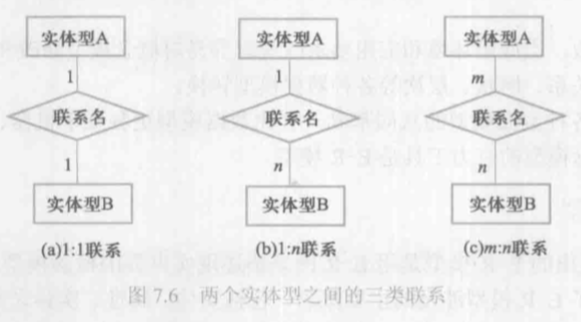 实体型A
1
联系名
1
实体型B
(a)1:1联系
实体型A
1
联系名
n
实体型B
(b)1:n联系
实体型A
m
联系名
n
实体型B
(c)m:n联系
图 7.6 两个实体型之间的三类联系